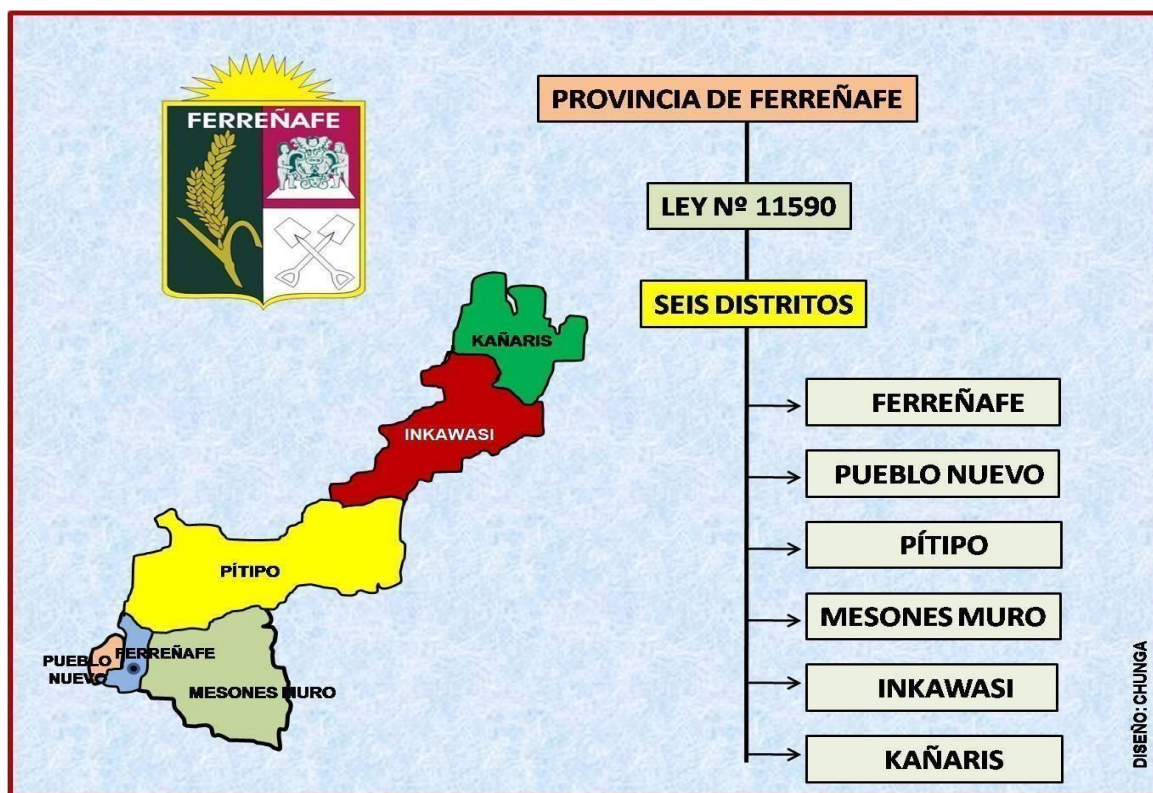 FERREÑAFE
PROVINCIA DE FERREÑAFE
LEY Nº 11590
SEIS DISTRITOS
FERREÑAFE
PUEBLO NUEVO
PÍTIPO
MESONES MURO
INKAWASI
KAÑARIS
KAÑARIS
INKAWASI
PÍTIPO
PUEBLO
NUEVO
FERREÑAFE
MESONES MURO
DISEÑO: CHUNGA